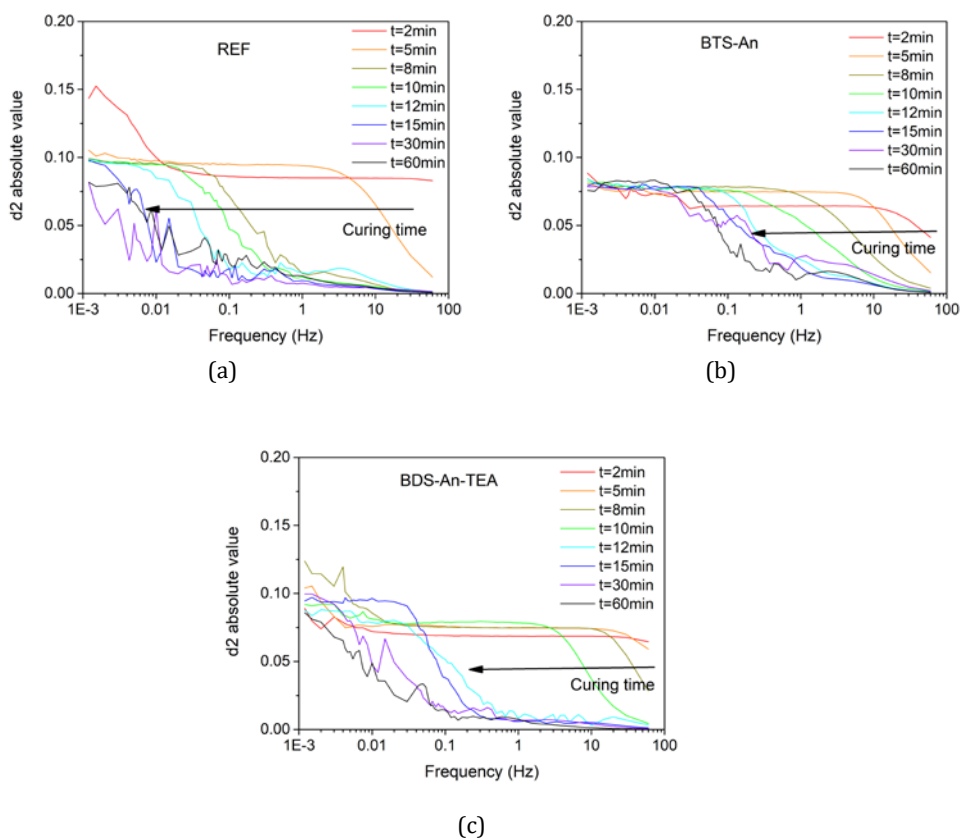 REF
t=2min
t=5min
t=8min
t=10min
t=12min
t=15min
t=30min
t=60min
Curing time
d2 absolute value
0.20
0.15
0.10
0.05
0.00
1E-3 0.01 0.1 1 10 100
Frequency (Hz)
(a)
BTS-An
t=2min
t=5min
t=8min
t=10min
t=12min
t=15min
t=30min
t=60min
Curing time
d2 absolute value
0.20
0.15
0.10
0.05
0.00
1E-3 0.01 0.1 1 10 100
Frequency (Hz)
(b)
BDS-An-TEA
t=2min
t=5min
t=8min
t=10min
t=12min
t=15min
t=30min
t=60min
Curing time
d2 absolute value
0.20
0.15
0.10
0.05
0.00
1E-3 0.01 0.1 1 10 100
Frequency (Hz)
(c)